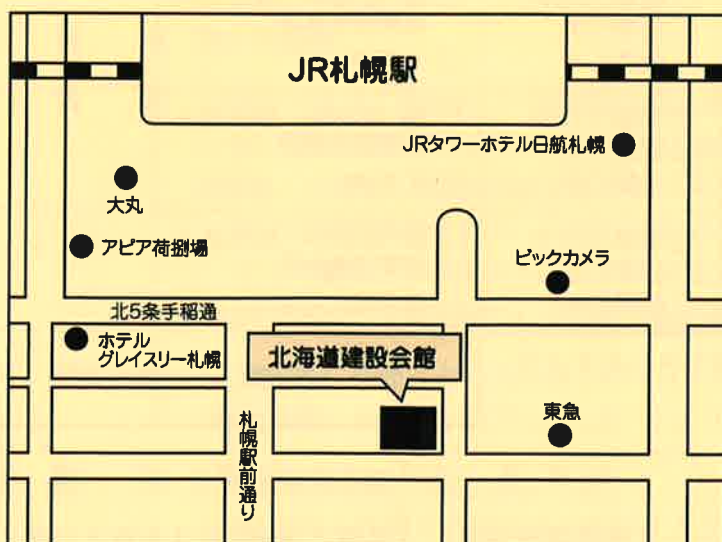 JR札幌駅
JRタワーホテル日航札幌
大丸
アピア荷捌場
ビックカメラ
北5条手稲通
ホテル
グレイスリー札幌
北海道建設会館
東急
札幌駅前通り